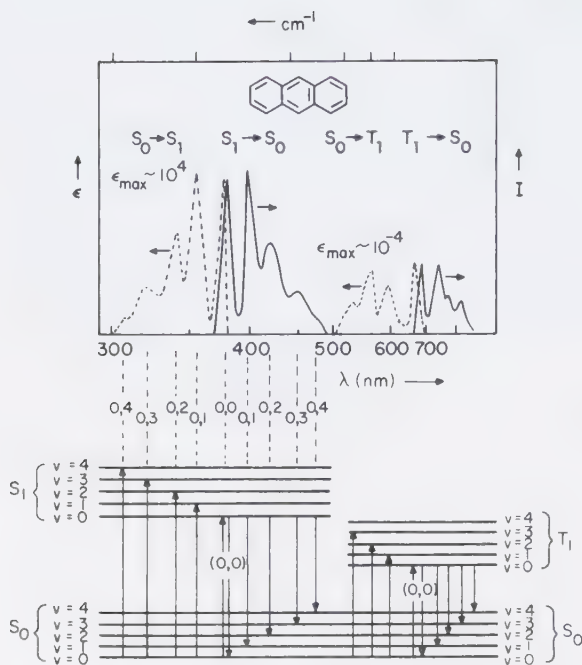 ← cm⁻¹
S₀→S₁ S₁→S₀ S₀→T₁ T₁→S₀
ϵmax~10⁴
ϵmax~10⁻⁴
ϵ
I
300 400 500 600 700
λ (nm) →
0,4 0,3 0,2 0,1 0,0 0,1 0,2 0,3 0,4
S₁
v = 4
v = 3
v = 2
v = 1
v = 0
(0,0)
v = 4
v = 3
v = 2
v = 1
v = 0
T₁
(0,0)
S₀
v = 4
v = 3
v = 2
v = 1
v = 0
v = 4
v = 3
v = 2
v = 1
v = 0
S₀